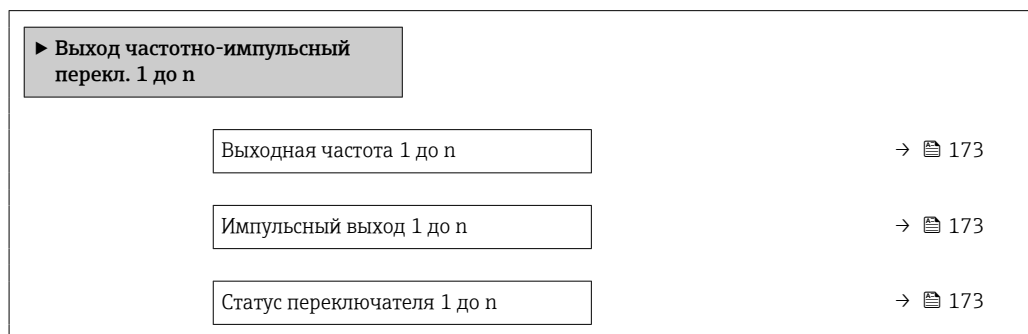 ▶ Выход частотно-импульсный
перекл. 1 до n
Выходная частота 1 до n → 173
Импульсный выход 1 до n → 173
Статус переключателя 1 до n → 173